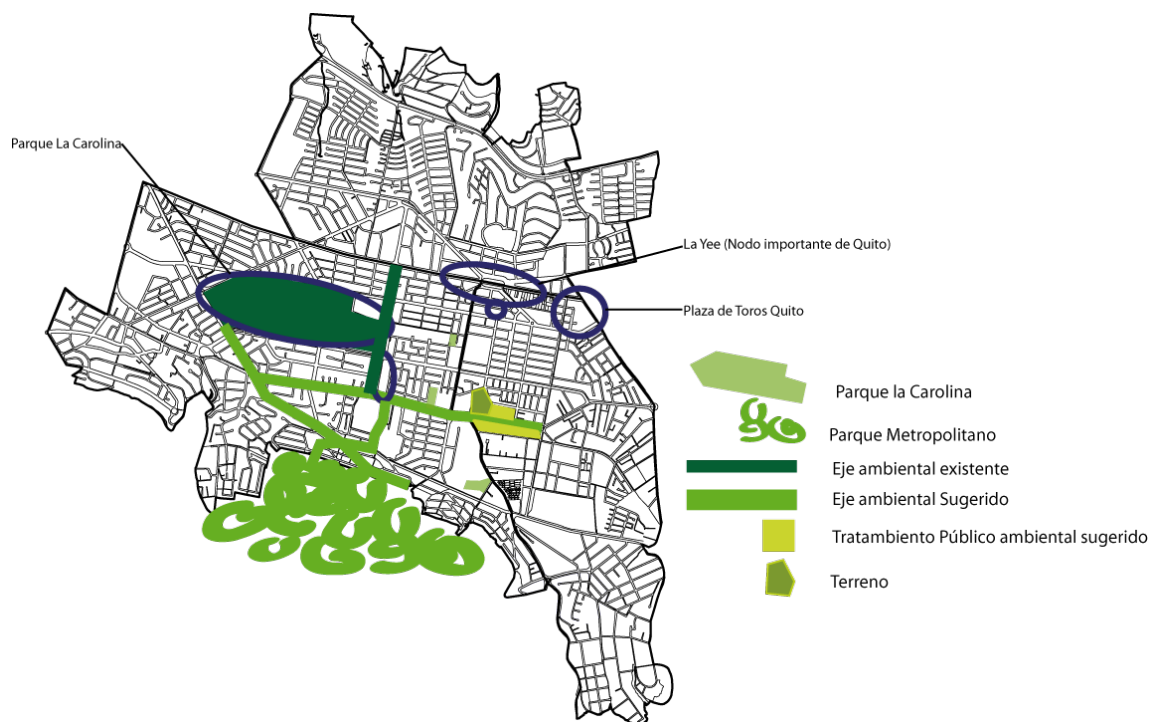 Parque La Carolina
La Yee (Nodo importante de Quito)
Plaza de Toros Quito
Parque la Carolina
Parque Metropolitano
Eje ambiental existente
Eje ambiental Sugerido
Tratambiento Público ambiental sugerido
Terreno